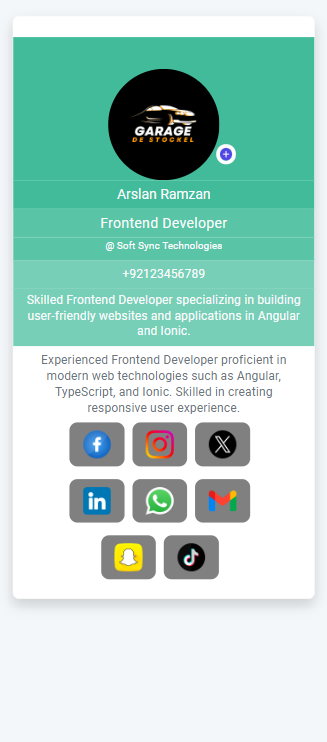 GARAGE
DE STOCKEL
Arslan Ramzan
Frontend Developer
@ Soft Sync Technologies
+92123456789
Skilled Frontend Developer specializing in building
user-friendly websites and applications in Angular
and Ionic.
Experienced Frontend Developer proficient in
modern web technologies such as Angular,
TypeScript, and Ionic. Skilled in creating
responsive user experience.